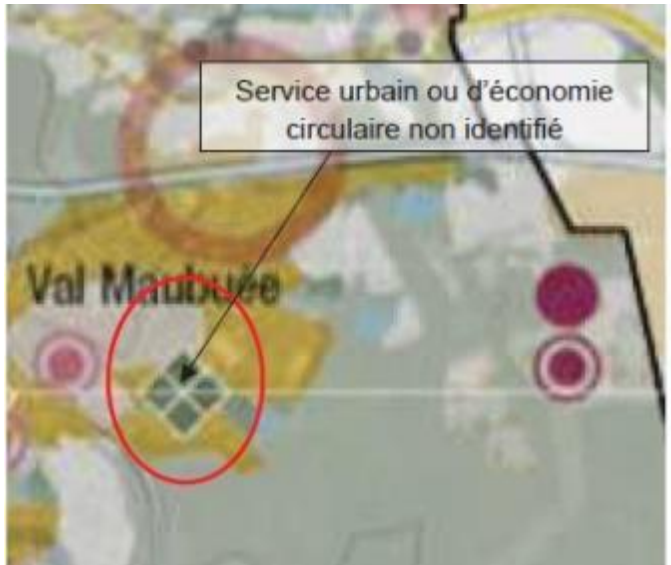 Service urbain ou d'économie
circulaire non identifié
Val Maubuée